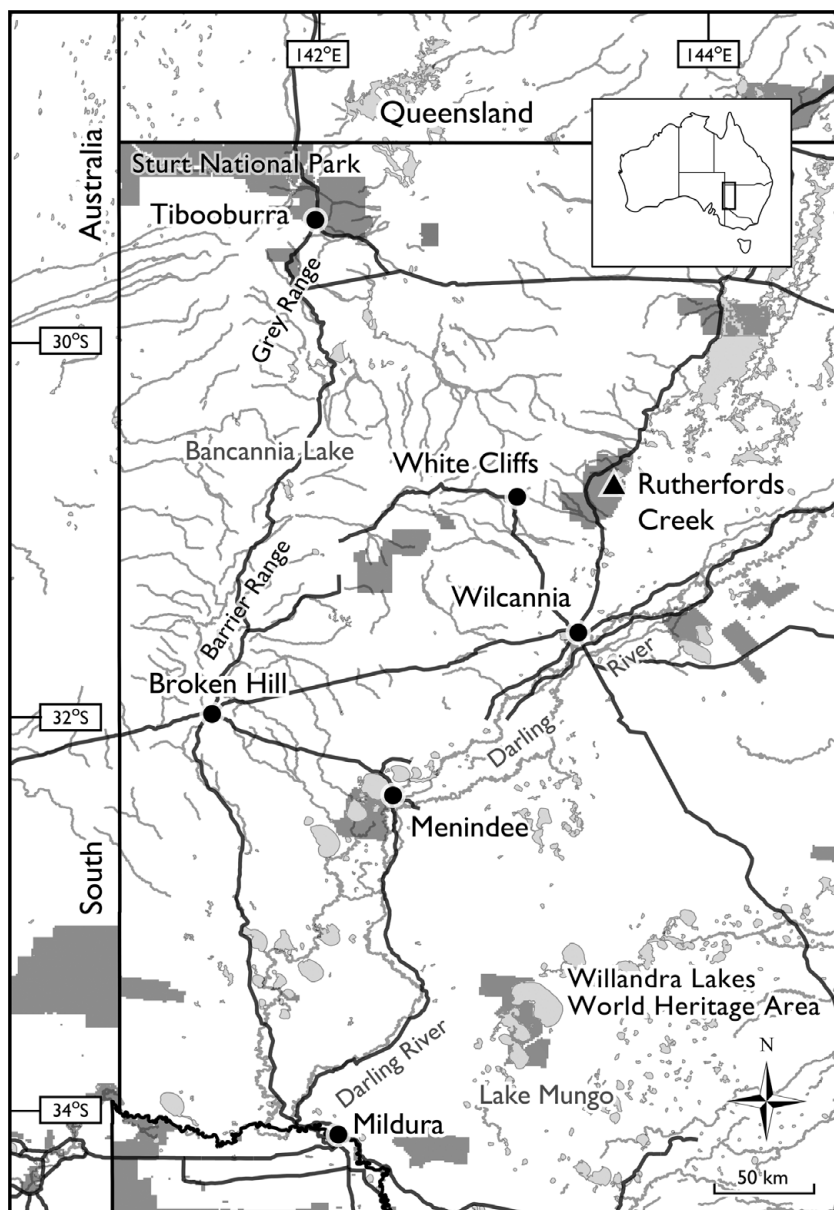 142°E
144°E
Queensland
Sturt National Park
Tibooburra
Grey Range
30°S
Bancannia Lake
White Cliffs
Rutherfords
Creek
Barrier Range
Wilcannia
River
Darling
Broken Hill
32°S
Menindee
South
Australia
Willandra Lakes
World Heritage Area
Darling River
Lake Mungo
N
34°S
Mildura
50 km